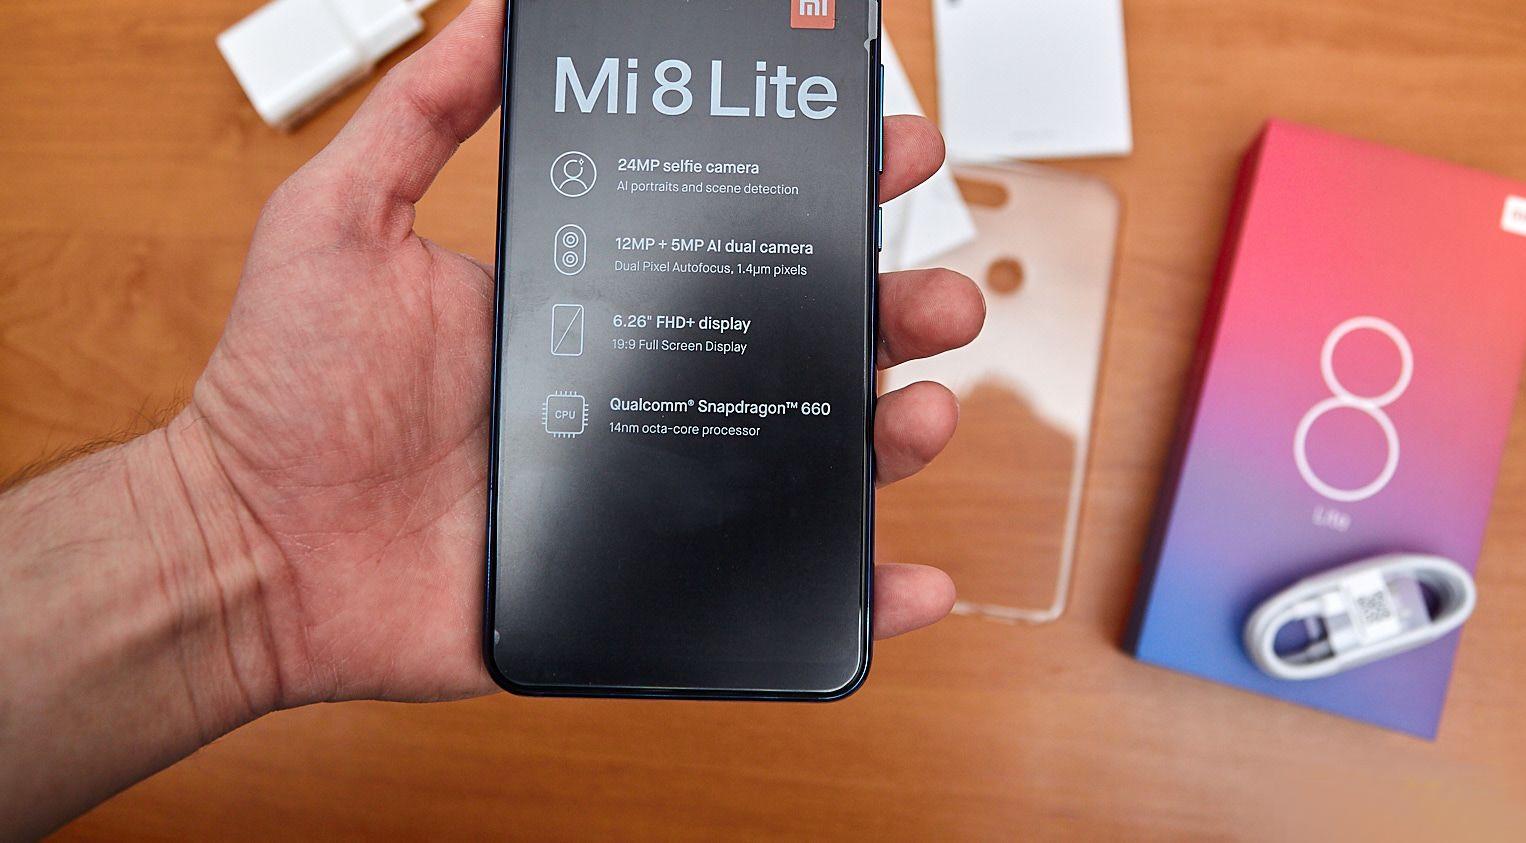 mi
Mi 8 Lite
24MP selfie camera
AI portraits and scene detection
12MP + 5MP AI dual camera
Dual Pixel Autofocus, 1.4µm pixels
6.26" FHD+ display
19:9 Full Screen Display
CPU
Qualcomm® Snapdragon™ 660
14nm octa-core processor
8
Lite